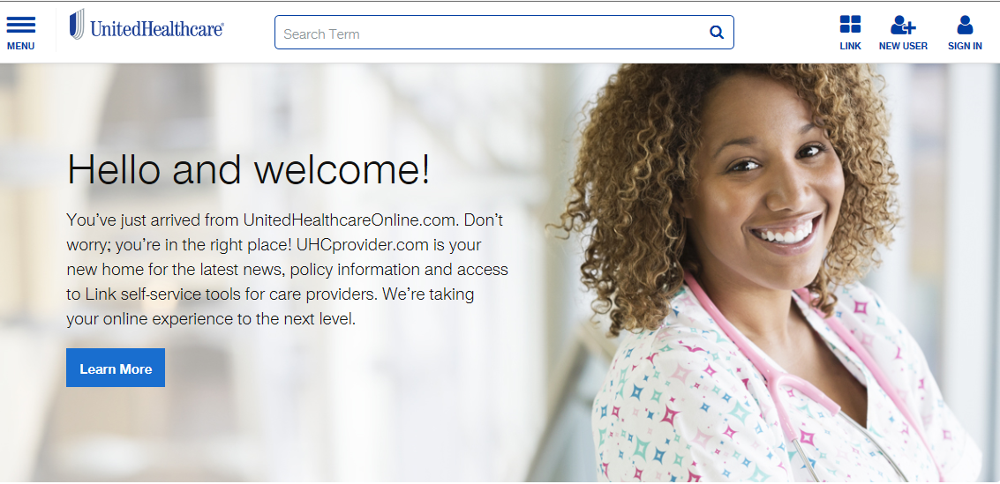 MENU
UnitedHealthcare®
Search Term
LINK
NEW USER
SIGN IN
Hello and welcome!
You’ve just arrived from UnitedHealthcareOnline.com. Don’t
worry; you’re in the right place! UHCprovider.com is your
new home for the latest news, policy information and access
to Link self-service tools for care providers. We’re taking
your online experience to the next level.
Learn More